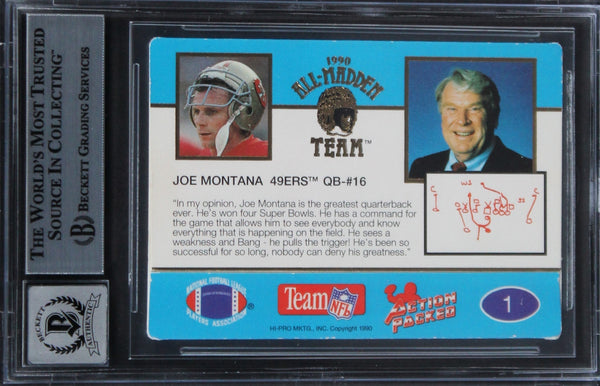 THE WORLD'S MOST TRUSTED
SOURCE IN COLLECTING™
BECKETT GRADING SERVICES
BECKETT
AUTHENTIC
1990
ALL-MADDEN
TEAM™
JOE MONTANA 49ERS™ QB-#16
"In my opinion, Joe Montana is the greatest quarterback
ever. He's won four Super Bowls. He has a command for
the game that allows him to see everybody and know
everything that is happening on the field. He sees a
weakness and Bang - he pulls the trigger! He's been so
successful for so long, nobody can deny his greatness."
NATIONAL FOOTBALL LEAGUE
PLAYERS ASSOCIATION
Team NFL
ACTION
PACKED
1
HI-PRO MKTG., INC. Copyright 1990